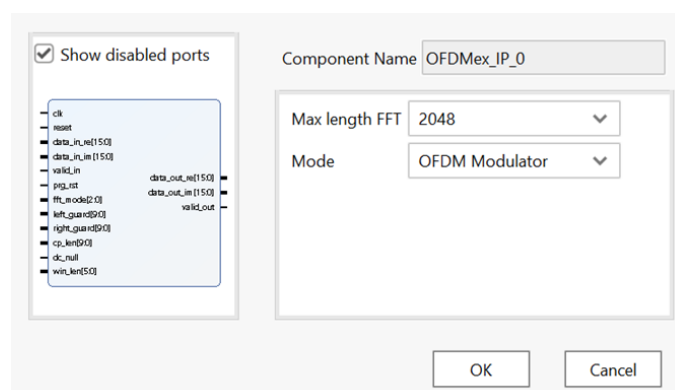 Show disabled ports
Component Name OFDMex_IP_0
clk
reset
data_in_re[15:0]
data_in_im [15:0]
valid_in
prg_rst
fft_mode[2:0]
left_guard[9:0]
right_guard[9:0]
cp_len[9:0]
dc_null
win_len[5:0]
data_out_re[15:0]
data_out_im [15:0]
valid_out
Max length FFT 2048
Mode OFDM Modulator
OK Cancel